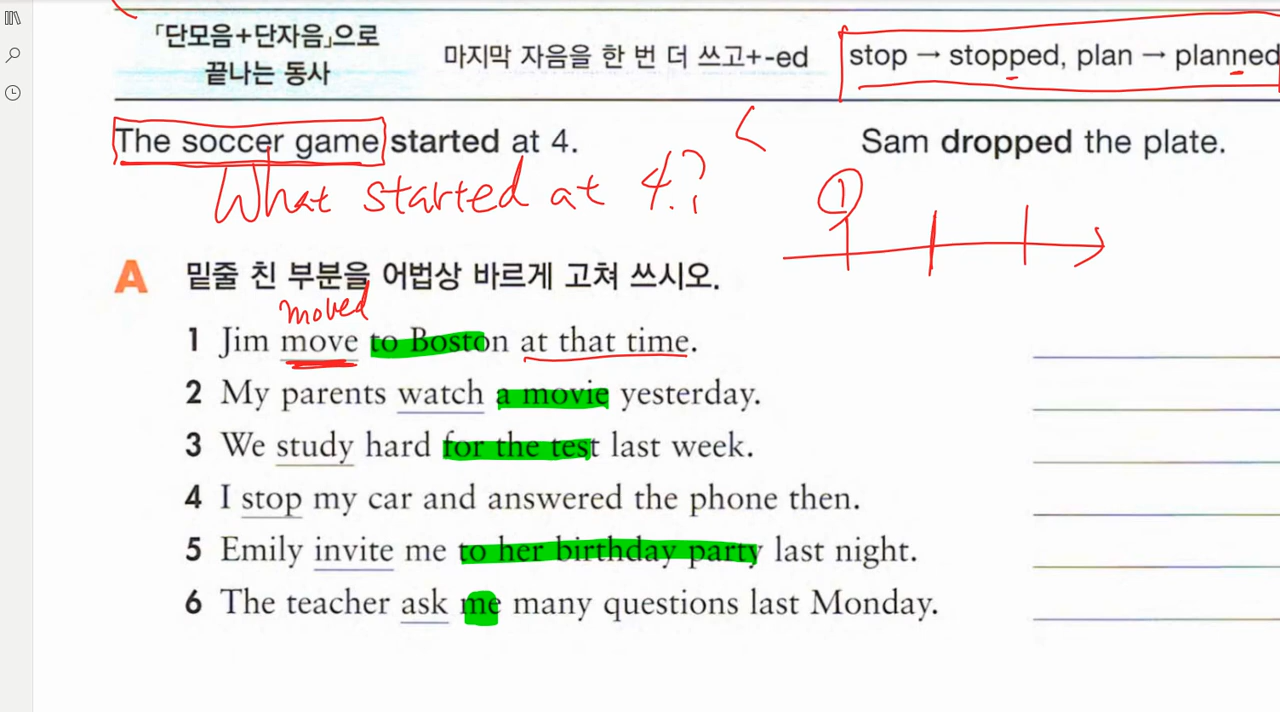 「단모음+단자음」으로
끝나는 동사
마지막 자음을 한 번 더 쓰고+-ed
stop → stopped, plan → planned
The soccer game started at 4.
Sam dropped the plate.
What started at 4.?
①
A 밑줄 친 부분을 어법상 바르게 고쳐 쓰시오.
moved
1 Jim move to Boston at that time.
2 My parents watch a movie yesterday.
3 We study hard for the test last week.
4 I stop my car and answered the phone then.
5 Emily invite me to her birthday party last night.
6 The teacher ask me many questions last Monday.